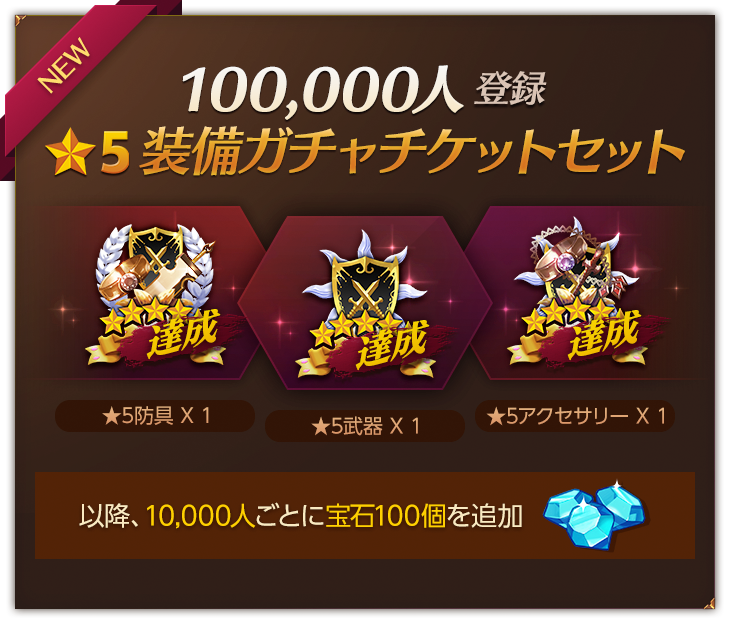 NEW
100,000人 登録
★5 装備ガチャチケットセット
達成
達成
達成
★5防具 X 1
★5武器 X 1
★5アクセサリー X 1
以降、10,000人ごとに宝石100個を追加